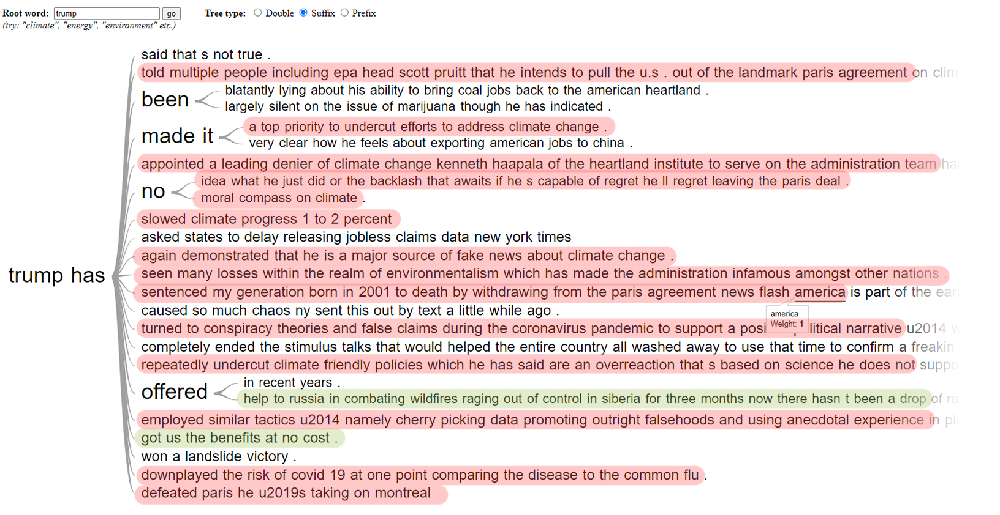 Root word: trump go Tree type: Double Suffix Prefix
(try: "climate", "energy", "environment" etc.)
said that s not true .
told multiple people including epa head scott pruitt that he intends to pull the u.s . out of the landmark paris agreement on clim
been
blatantly lying about his ability to bring coal jobs back to the american heartland .
largely silent on the issue of marijuana though he has indicated .
made it
a top priority to undercut efforts to address climate change .
very clear how he feels about exporting american jobs to china .
appointed a leading denier of climate change kenneth haapala of the heartland institute to serve on the administration team ha
no
idea what he just did or the backlash that awaits if he s capable of regret he ll regret leaving the paris deal .
moral compass on climate .
slowed climate progress 1 to 2 percent
asked states to delay releasing jobless claims data new york times
again demonstrated that he is a major source of fake news about climate change .
trump has
seen many losses within the realm of environmentalism which has made the administration infamous amongst other nations .
sentenced my generation born in 2001 to death by withdrawing from the paris agreement news flash america is part of the ear
caused so much chaos ny sent this out by text a little while ago .
america
Weight: 1
turned to conspiracy theories and false claims during the coronavirus pandemic to support a posi litical narrative u2014 w
completely ended the stimulus talks that would helped the entire country all washed away to use that time to confirm a freakin
repeatedly undercut climate friendly policies which he has said are an overreaction that s based on science he does not suppo
offered
in recent years .
help to russia in combating wildfires raging out of control in siberia for three months now there hasn t been a drop of ra
employed similar tactics u2014 namely cherry picking data promoting outright falsehoods and using anecdotal experience in pl
got us the benefits at no cost .
won a landslide victory .
downplayed the risk of covid 19 at one point comparing the disease to the common flu .
defeated paris he u2019s taking on montreal